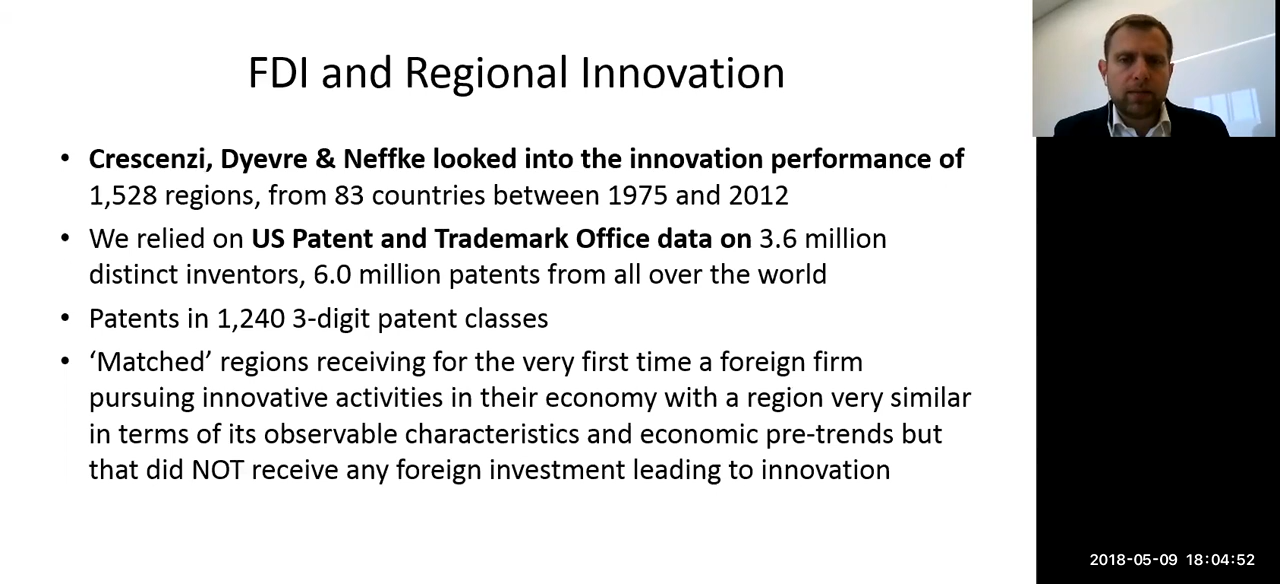 FDI and Regional Innovation
• Crescenzi, Dyevre & Neffke looked into the innovation performance of
1,528 regions, from 83 countries between 1975 and 2012
• We relied on US Patent and Trademark Office data on 3.6 million
distinct inventors, 6.0 million patents from all over the world
• Patents in 1,240 3-digit patent classes
• ‘Matched’ regions receiving for the very first time a foreign firm
pursuing innovative activities in their economy with a region very similar
in terms of its observable characteristics and economic pre-trends but
that did NOT receive any foreign investment leading to innovation
2018-05-09 18:04:52